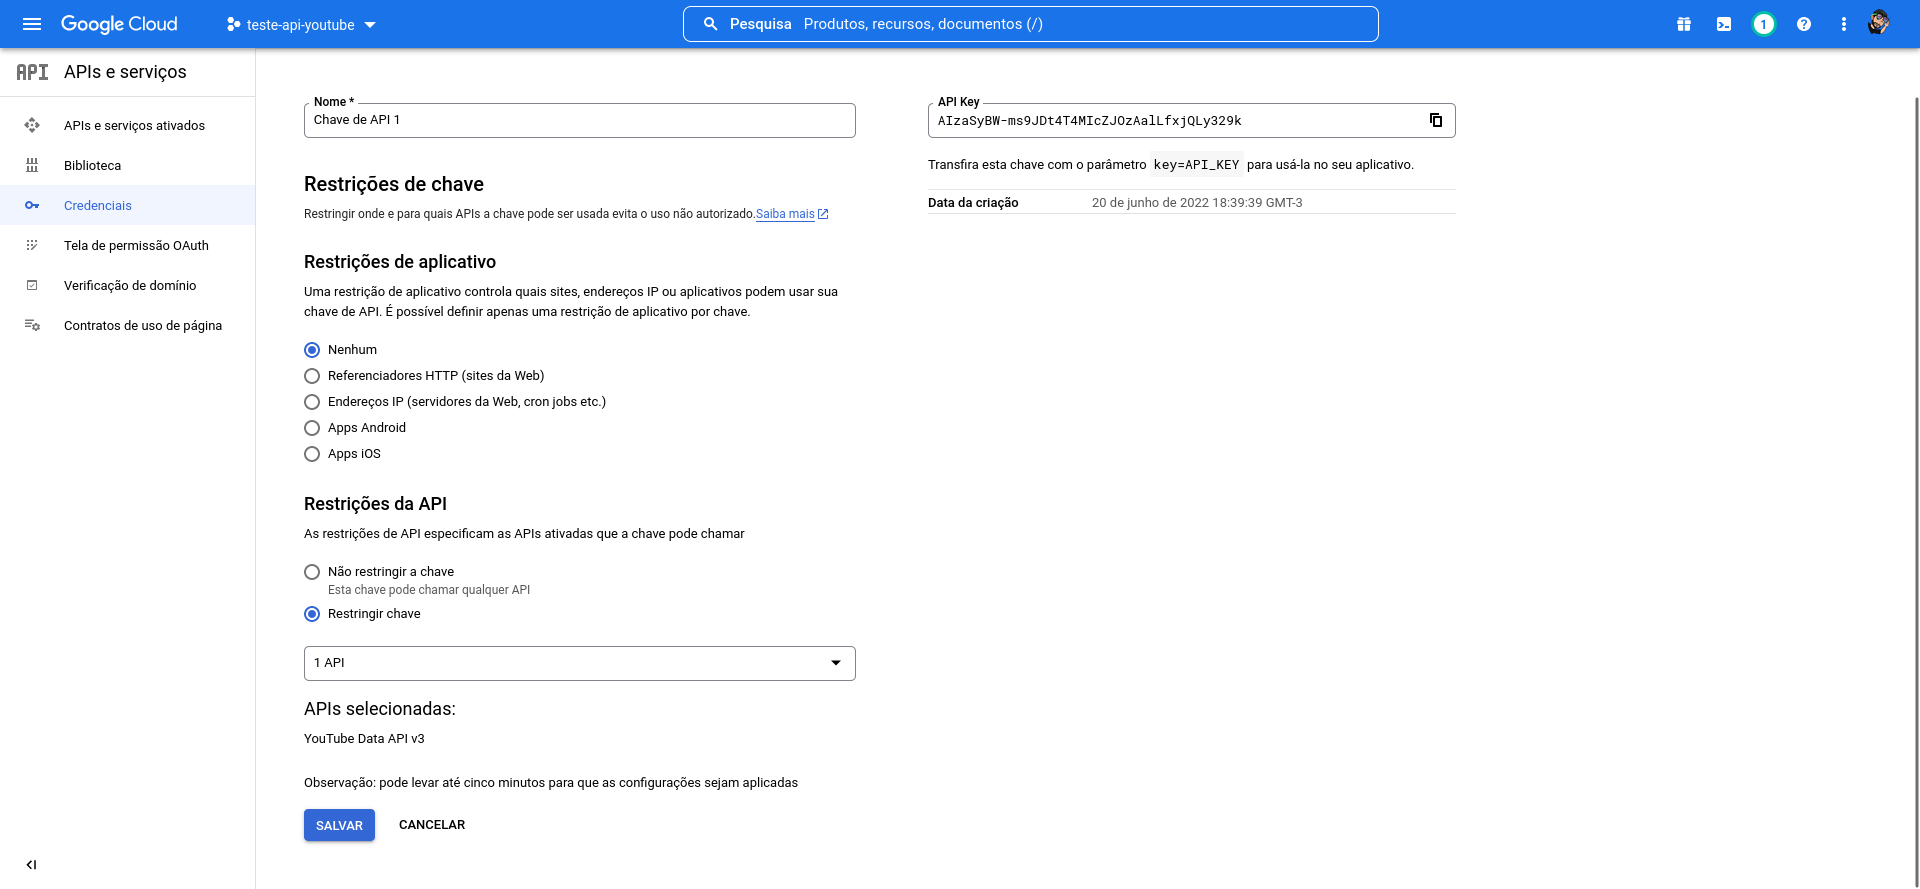 Google Cloud
teste-api-youtube
Pesquisa Produtos, recursos, documentos (/)
1
API APIs e serviços
APIs e serviços ativados
Biblioteca
Credenciais
Tela de permissão OAuth
Verificação de domínio
Contratos de uso de página
Nome *
Chave de API 1
Restrições de chave
Restringir onde e para quais APIs a chave pode ser usada evita o uso não autorizado.Saiba mais
Restrições de aplicativo
Uma restrição de aplicativo controla quais sites, endereços IP ou aplicativos podem usar sua
chave de API. É possível definir apenas uma restrição de aplicativo por chave.
Nenhum
Referenciadores HTTP (sites da Web)
Endereços IP (servidores da Web, cron jobs etc.)
Apps Android
Apps iOS
Restrições da API
As restrições de API especificam as APIs ativadas que a chave pode chamar
Não restringir a chave
Esta chave pode chamar qualquer API
Restringir chave
1 API
APIs selecionadas:
YouTube Data API v3
Observação: pode levar até cinco minutos para que as configurações sejam aplicadas
SALVAR
CANCELAR
API Key
AIzaSyBW-ms9JDt4T4MIcZJOzAalLfxjQLy329k
Transfira esta chave com o parâmetro key=API_KEY para usá-la no seu aplicativo.
Data da criação 20 de junho de 2022 18:39:39 GMT-3